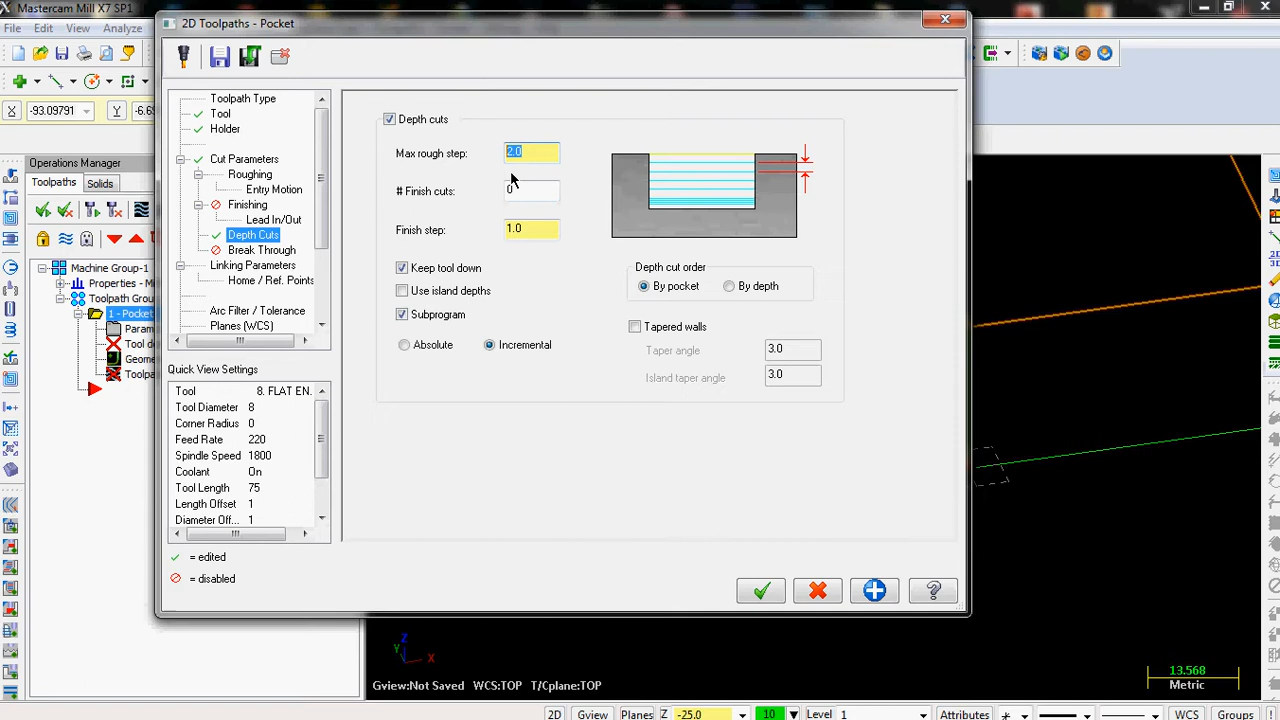 Mastercam Mill X7 SP1
File Edit View Analyze
2D Toolpaths - Pocket
X -93.09791 Y
Operations Manager
Toolpaths Solids
Machine Group-1
Properties
Toolpath Grou
1 - Pocket
Param
Tool d
Geome
Toolpa
Toolpath Type
Tool
Holder
Cut Parameters
Roughing
Entry Motion
Finishing
Lead In/Out
Depth Cuts
Break Through
Linking Parameters
Home / Ref. Points
Arc Filter / Tolerance
Planes (WCS)
Quick View Settings
Tool 8. FLAT EN.
Tool Diameter 8
Corner Radius 0
Feed Rate 220
Spindle Speed 1800
Coolant On
Tool Length 75
Length Offset 1
Diameter Off... 1
= edited
= disabled
Depth cuts
Max rough step: 2.0
# Finish cuts: 0
Finish step: 1.0
Keep tool down
Use island depths
Subprogram
Absolute Incremental
Depth cut order
By pocket By depth
Tapered walls
Taper angle 3.0
Island taper angle 3.0
Z
Y
X
Gview:Not Saved WCS:TOP T/Cplane:TOP
13.568
Metric
2D Gview Planes Z -25.0 10 Level 1 Attributes WCS Groups